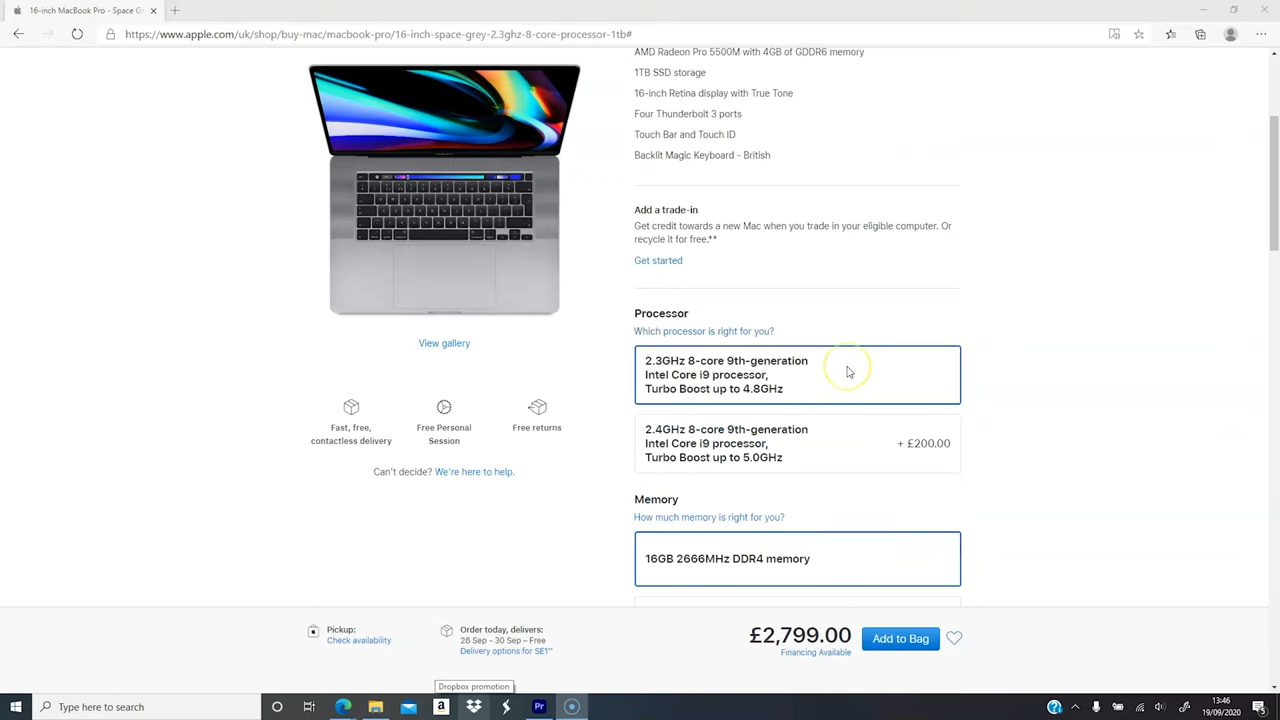 16-inch MacBook Pro - Space Gr
https://www.apple.com/uk/shop/buy-mac/macbook-pro/16-inch-space-grey-2.3ghz-8-core-processor-1tb#
AMD Radeon Pro 5500M with 4GB of GDDR6 memory
1TB SSD storage
16-inch Retina display with True Tone
Four Thunderbolt 3 ports
Touch Bar and Touch ID
Backlit Magic Keyboard - British
Add a trade-in
Get credit towards a new Mac when you trade in your eligible computer. Or
recycle it for free.**
Get started
View gallery
Fast, free,
contactless delivery
Free Personal
Session
Free returns
Can't decide? We're here to help.
Processor
Which processor is right for you?
2.3GHz 8-core 9th-generation
Intel Core i9 processor,
Turbo Boost up to 4.8GHz
2.4GHz 8-core 9th-generation
Intel Core i9 processor,
Turbo Boost up to 5.0GHz
+ £200.00
Memory
How much memory is right for you?
16GB 2666MHz DDR4 memory
Pickup:
Check availability
Order today, delivers:
28 Sep - 30 Sep – Free
Delivery options for SE1**
£2,799.00
Financing Available
Add to Bag
Dropbox promotion
Type here to search
a
Pr
13:46
19/09/2020